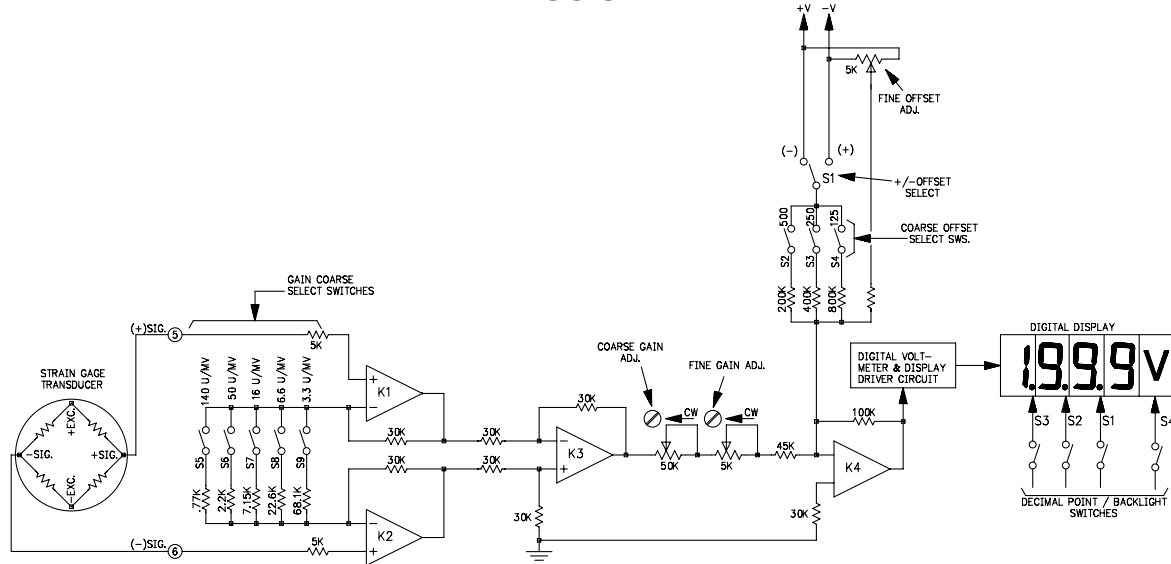 +V
-V
5K
FINE OFFSET
ADJ.
(-)
(+)
S1
+/-OFFSET
SELECT
500
250
125
S2
S3
S4
COARSE OFFSET
SELECT SWS.
200K
400K
800K
GAIN COARSE
SELECT SWITCHES
(+)SIG.
5
5K
140 U/MV
50 U/MV
16 U/MV
6.6 U/MV
3.3 U/MV
S5
S6
S7
S8
S9
.77K
2.2K
7.15K
22.6K
68.1K
STRAIN GAGE
TRANSDUCER
+EXC.
-SIG.
+SIG.
-EXC.
(-)SIG.
6
5K
+
K1
-
30K
30K
30K
30K
-
K2
+
30K
-
K3
+
30K
COARSE GAIN
ADJ.
CW
50K
FINE GAIN ADJ.
CW
5K
45K
100K
-
K4
+
30K
DIGITAL VOLT-
METER & DISPLAY
DRIVER CIRCUIT
DIGITAL DISPLAY
1.9.9.9 V
S3
S2
S1
S4
DECIMAL POINT / BACKLIGHT
SWITCHES